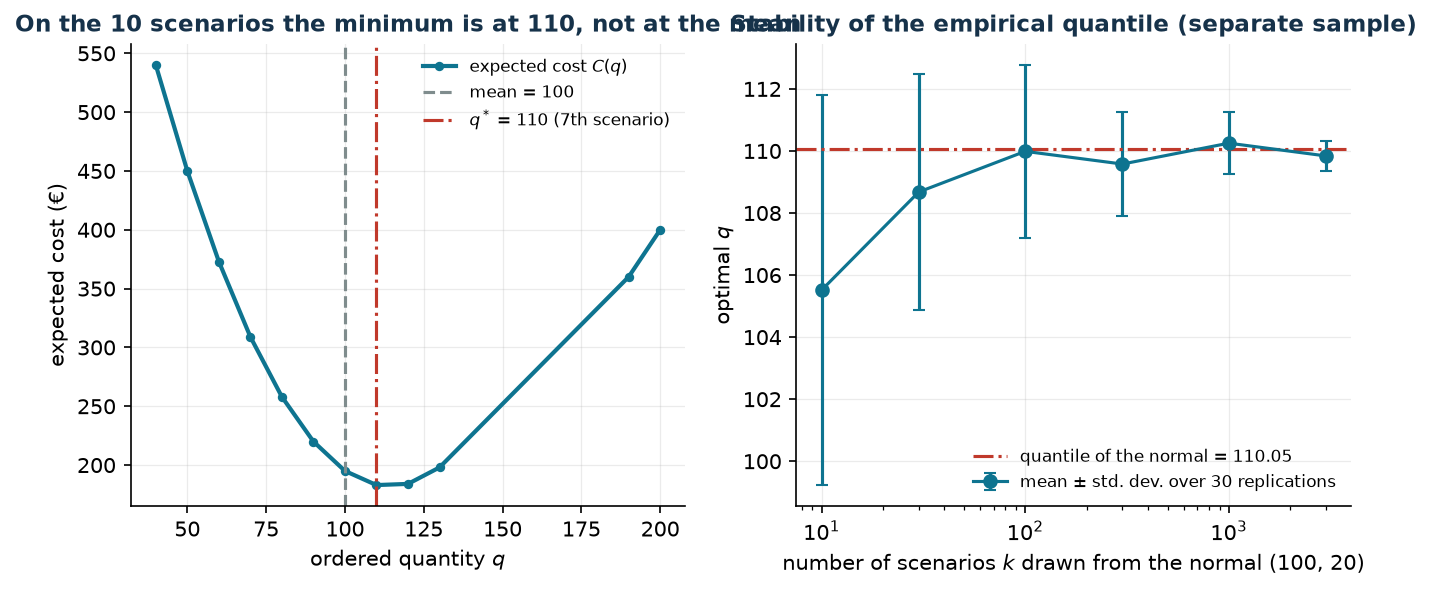 On the 10 scenarios the minimum is at 110, not at the mean
550
500
450
400
350
300
250
200
expected cost (€)
50
75
100
125
150
175
200
ordered quantity q
expected cost C(q)
mean = 100
q* = 110 (7th scenario)
Stability of the empirical quantile (separate sample)
112
110
108
106
104
102
100
optimal q
10¹
10²
10³
number of scenarios k drawn from the normal (100, 20)
quantile of the normal = 110.05
mean ± std. dev. over 30 replications